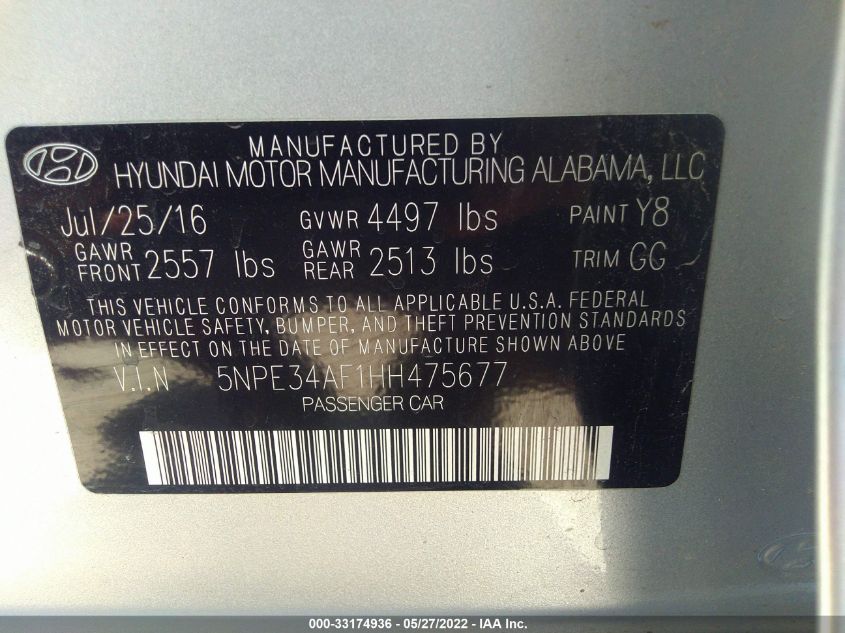 MANUFACTURED BY
HYUNDAI MOTOR MANUFACTURING ALABAMA, LLC
Jul/25/16 GVWR 4497 lbs PAINT Y8
GAWR FRONT 2557 lbs GAWR REAR 2513 lbs TRIM GG
THIS VEHICLE CONFORMS TO ALL APPLICABLE U.S.A. FEDERAL
MOTOR VEHICLE SAFETY, BUMPER, AND THEFT PREVENTION STANDARDS
IN EFFECT ON THE DATE OF MANUFACTURE SHOWN ABOVE
V.I.N 5NPE34AF1HH475677
PASSENGER CAR
000-33174936 - 05/27/2022 - IAA Inc.